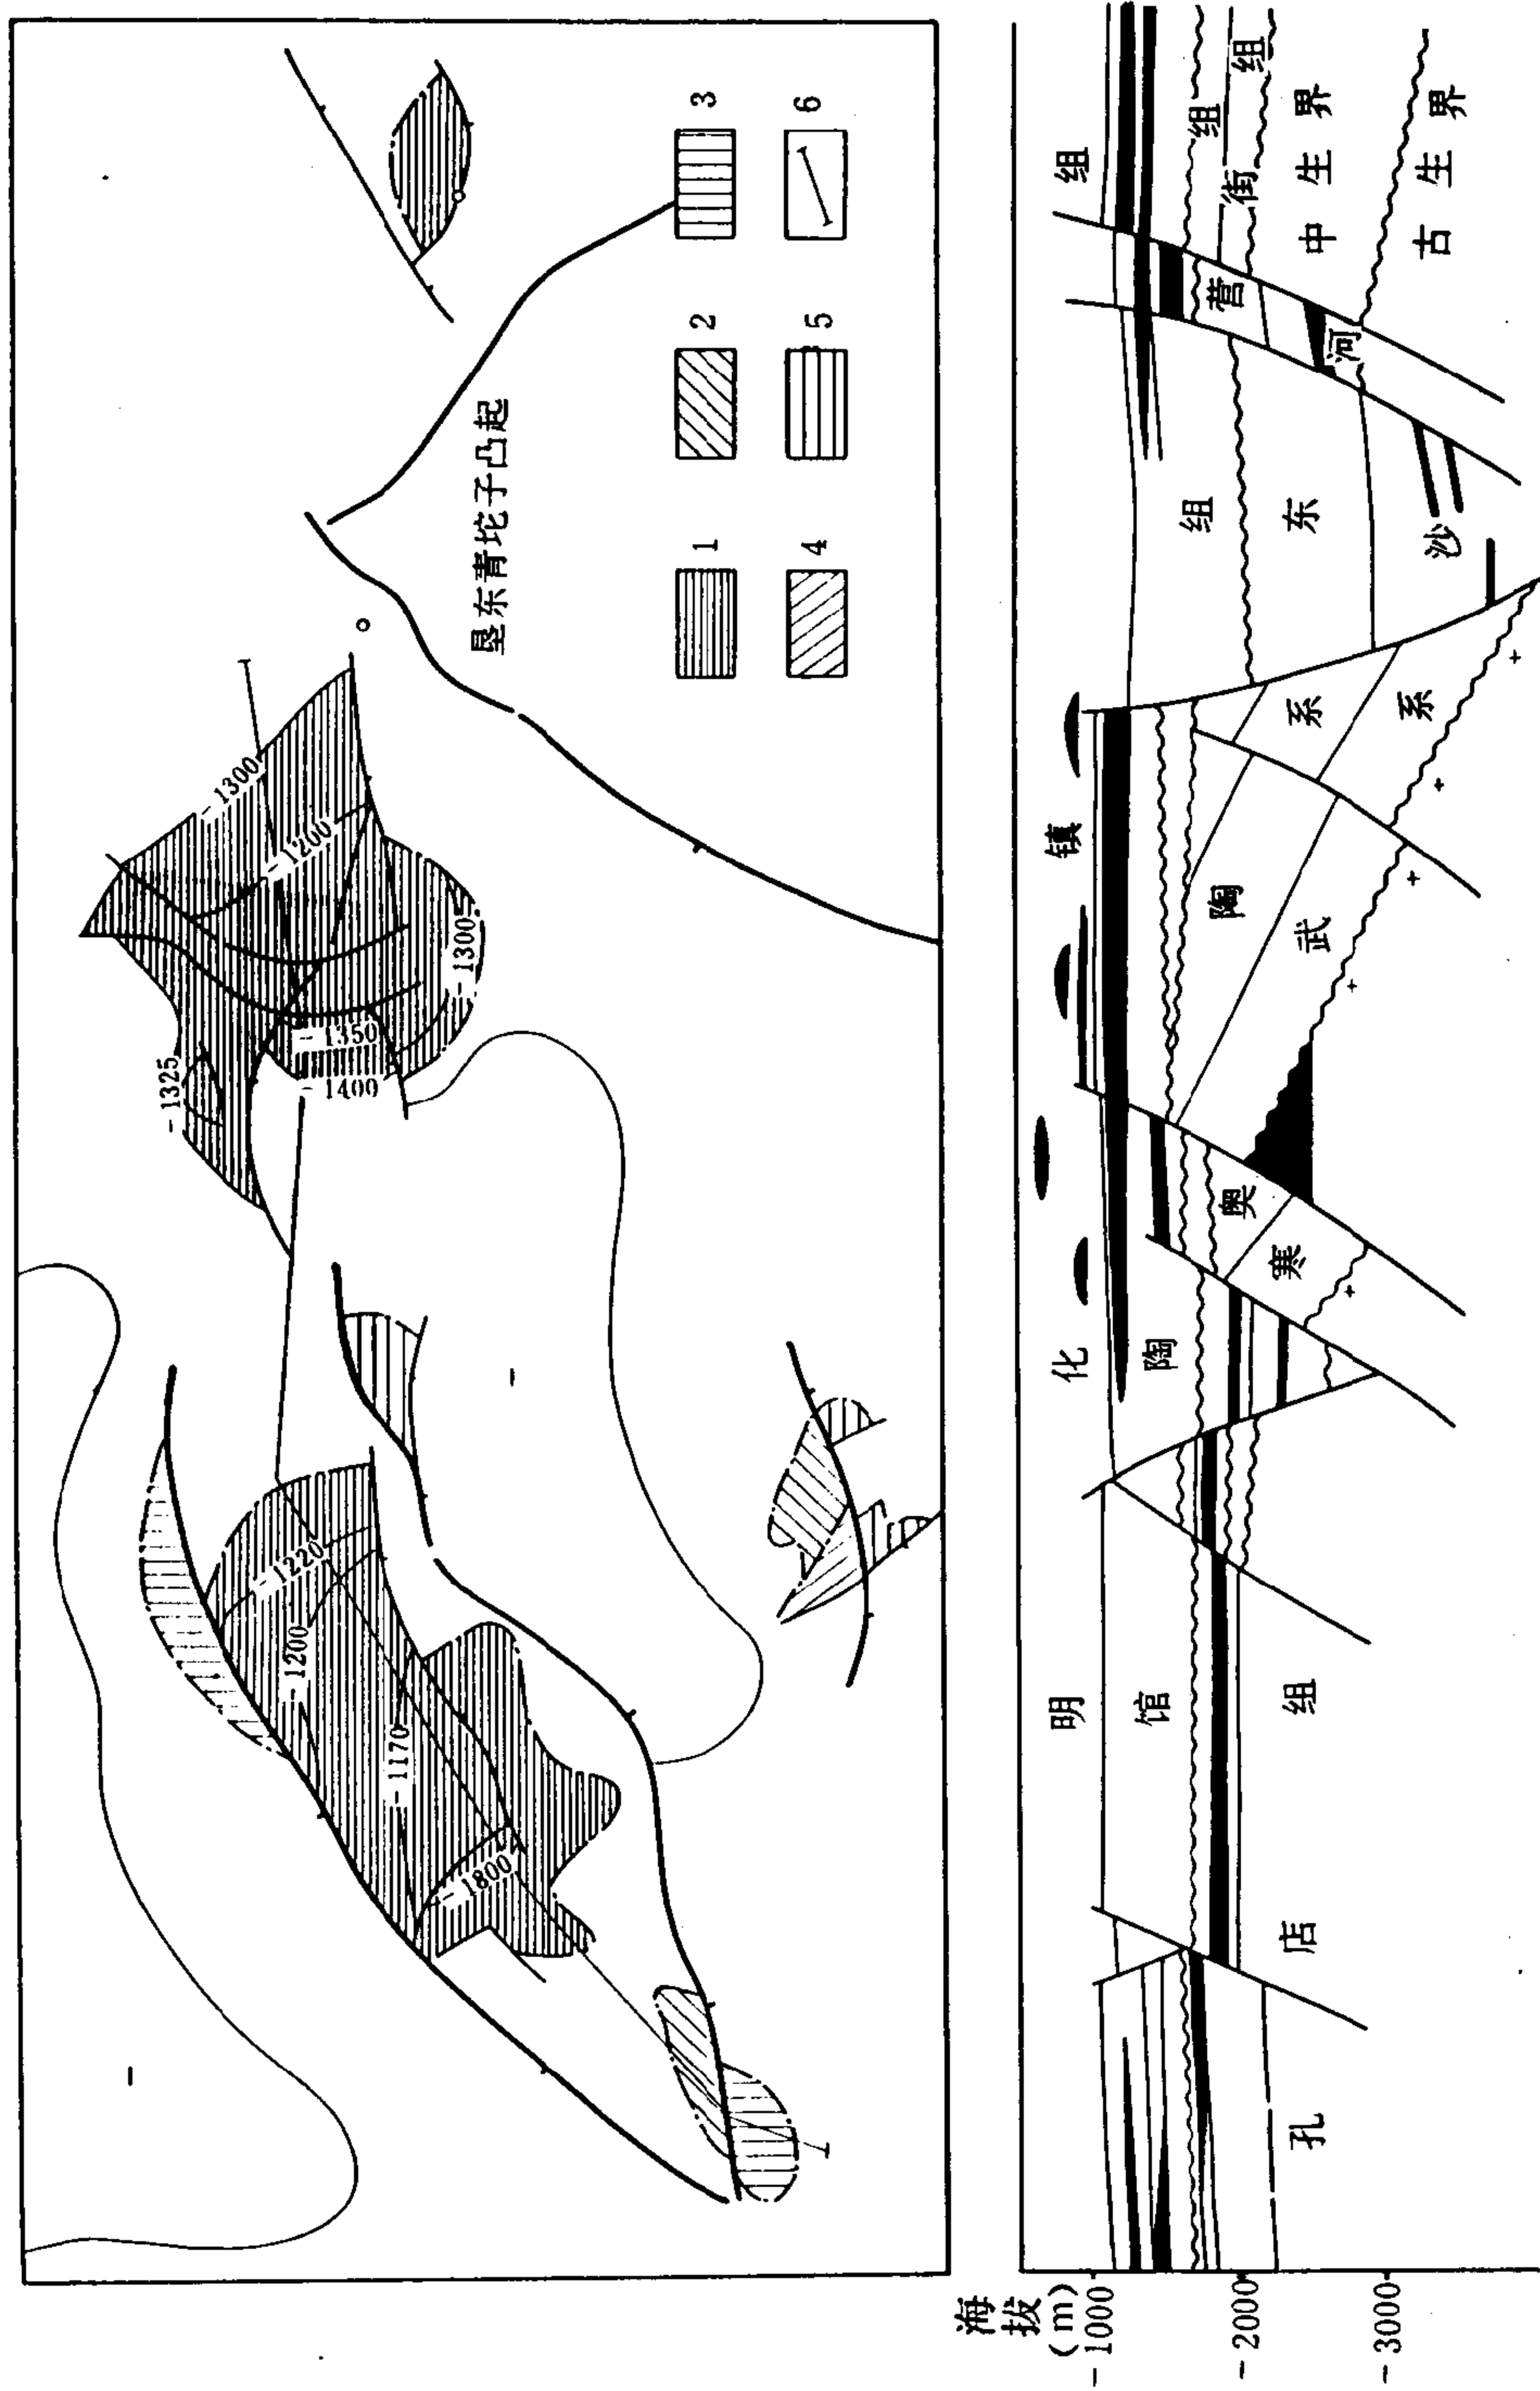 -1325
-1300
-1200
-1350
-1400
-1300
-1220
-1200
-1170
-1800
垦东青坨子凸起
1
2
3
4
5
6
海拔
(m)
-1000
-2000
-3000
明化镇组
馆陶组
东营组
沙河街组
孔店组
中生界
古生界
奥陶系
寒武系